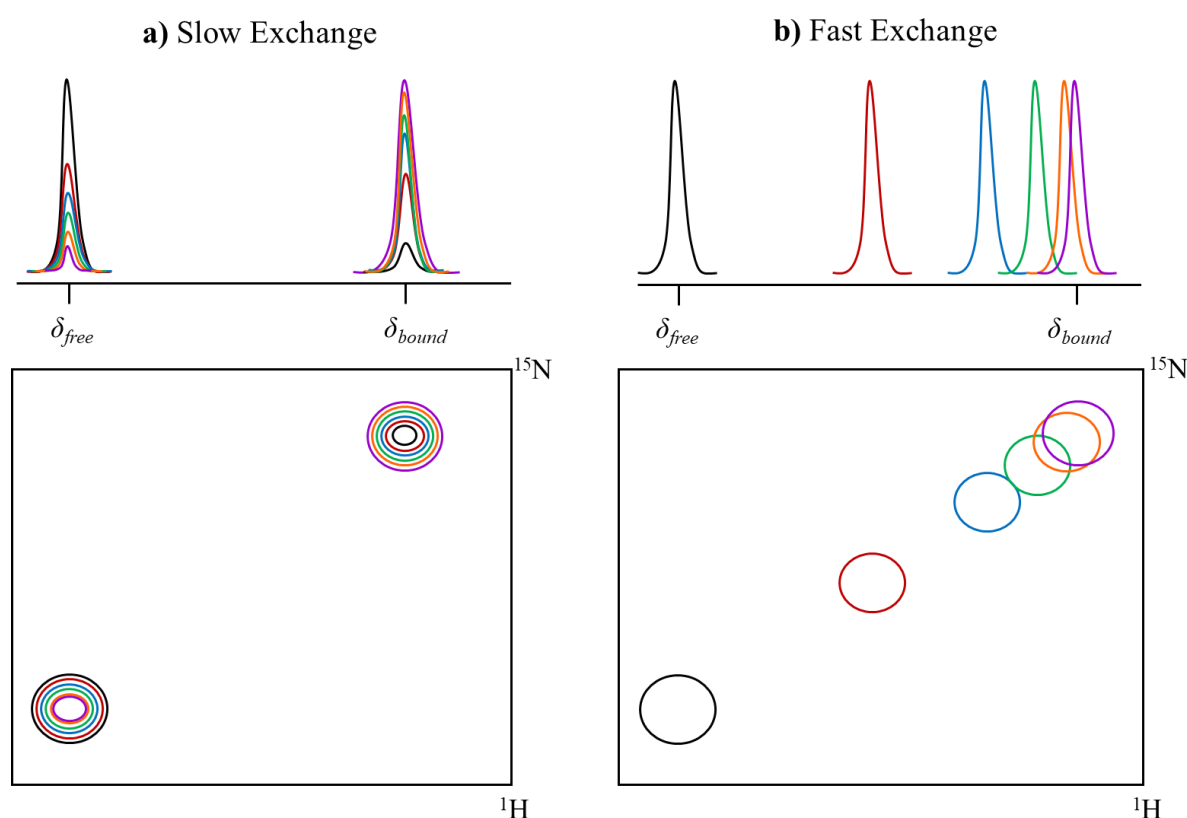 a) Slow Exchange
b) Fast Exchange
δfree
δbound
δfree
δbound
¹⁵N
¹⁵N
¹H
¹H